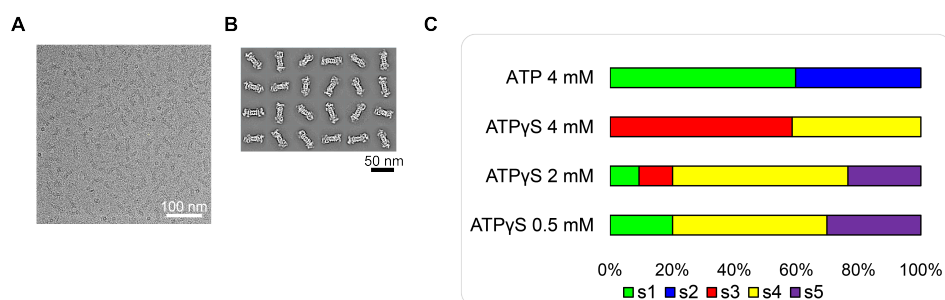 A
B
C
100 nm
50 nm
ATP 4 mM
ATPγS 4 mM
ATPγS 2 mM
ATPγS 0.5 mM
0% 20% 40% 60% 80% 100%
s1 s2 s3 s4 s5